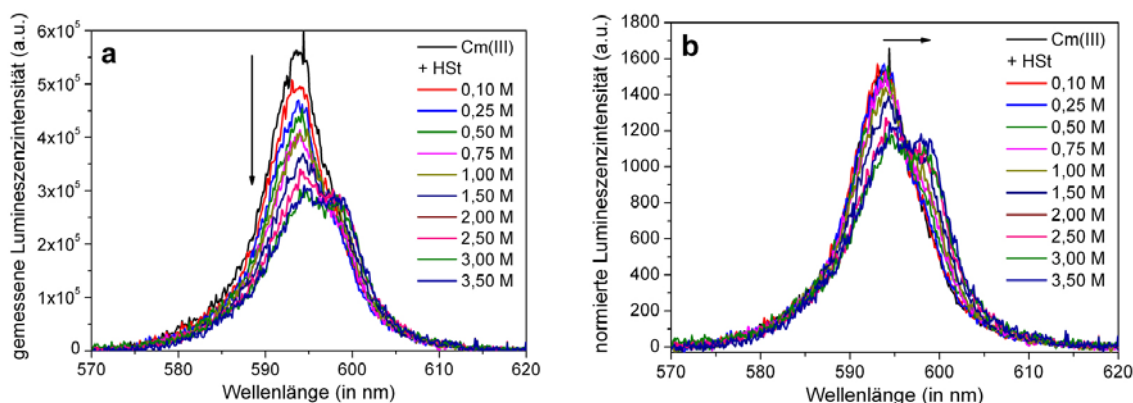 a
gemessene Lumineszenzintensität (a.u.)
6x10⁵
5x10⁵
4x10⁵
3x10⁵
2x10⁵
1x10⁵
0
570 580 590 600 610 620
Wellenlänge (in nm)
Cm(III)
+ HSt
0,10 M
0,25 M
0,50 M
0,75 M
1,00 M
1,50 M
2,00 M
2,50 M
3,00 M
3,50 M
b
normierte Lumineszenzintensität (a.u.)
1800
1600
1400
1200
1000
800
600
400
200
0
570 580 590 600 610 620
Wellenlänge (in nm)
Cm(III)
+ HSt
0,10 M
0,25 M
0,50 M
0,75 M
1,00 M
1,50 M
2,00 M
2,50 M
3,00 M
3,50 M